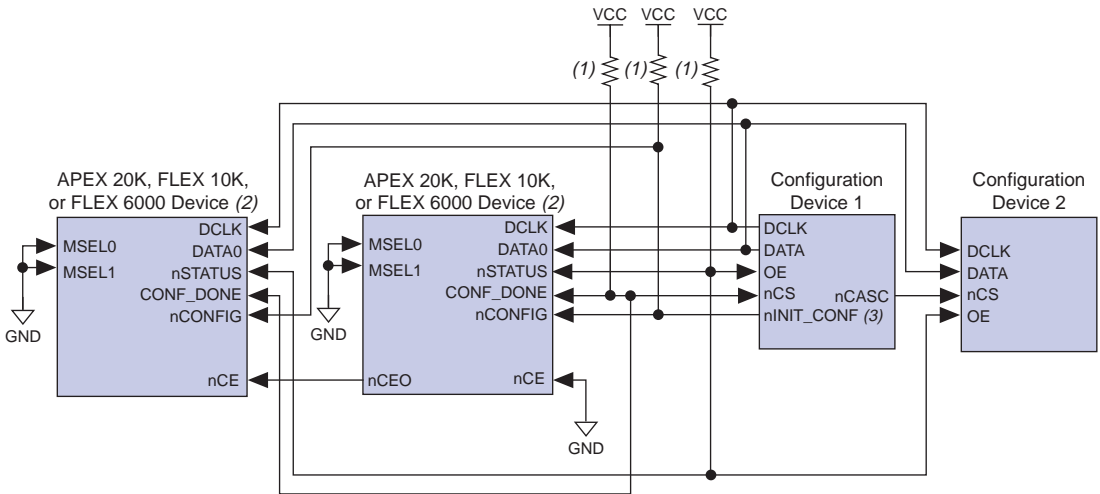 VCC VCC VCC
(1) (1) (1)
APEX 20K, FLEX 10K,
or FLEX 6000 Device (2)
DCLK
DATA0
nSTATUS
CONF_DONE
nCONFIG
nCE
MSEL0
MSEL1
GND
APEX 20K, FLEX 10K,
or FLEX 6000 Device (2)
DCLK
DATA0
nSTATUS
CONF_DONE
nCONFIG
MSEL0
MSEL1
GND
nCEO
nCE
GND
Configuration
Device 1
DCLK
DATA
OE
nCS
nCASC
nINIT_CONF (3)
Configuration
Device 2
DCLK
DATA
nCS
OE